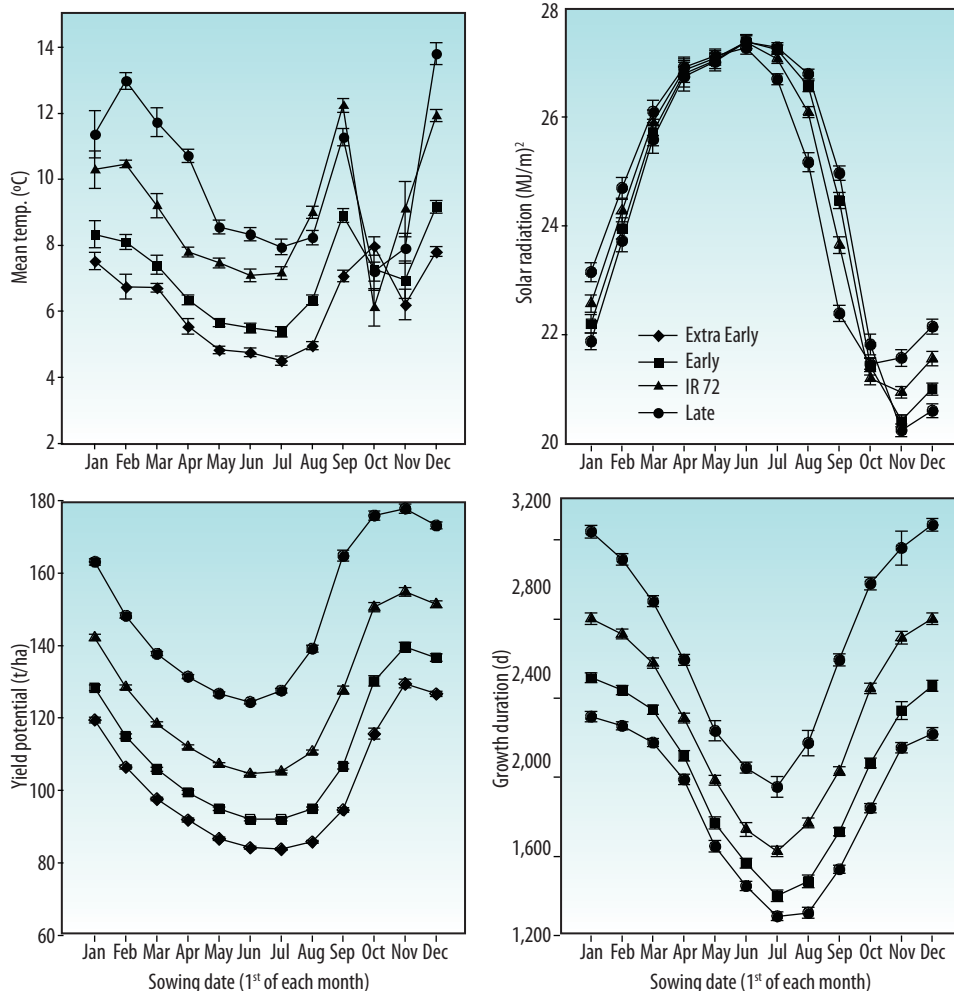 14
12
10
8
6
4
2
Mean temp. (ºC)
Jan Feb Mar Apr May Jun Jul Aug Sep Oct Nov Dec
28
26
24
22
20
Solar radiation (MJ/m)²
Extra Early
Early
IR 72
Late
Jan Feb Mar Apr May Jun Jul Aug Sep Oct Nov Dec
180
160
140
120
100
80
60
Yield potential (t/ha)
Jan Feb Mar Apr May Jun Jul Aug Sep Oct Nov Dec
Sowing date (1st of each month)
3,200
2,800
2,400
2,000
1,600
1,200
Growth duration (d)
Jan Feb Mar Apr May Jun Jul Aug Sep Oct Nov Dec
Sowing date (1st of each month)